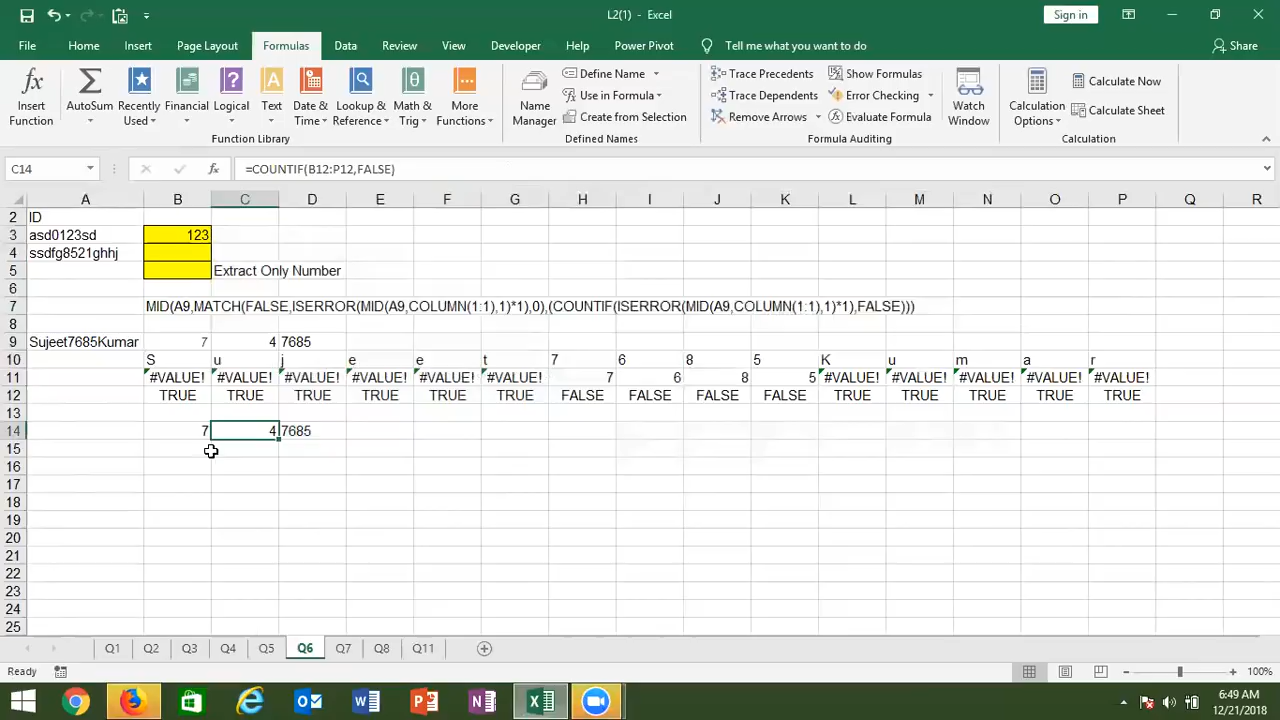 L2(1) - Excel
Sign in
File Home Insert Page Layout Formulas Data Review View Developer Help Power Pivot Tell me what you want to do Share
Insert Function
AutoSum
Recently Used
Financial
Logical
Text
Date & Time
Lookup & Reference
Math & Trig
More Functions
Function Library
Name Manager
Define Name
Use in Formula
Create from Selection
Defined Names
Trace Precedents
Trace Dependents
Remove Arrows
Show Formulas
Error Checking
Evaluate Formula
Formula Auditing
Watch Window
Calculation Options
Calculate Now
Calculate Sheet
Calculation
C14 fx =COUNTIF(B12:P12,FALSE)
A B C D E F G H I J K L M N O P Q R
2 ID
3 asd0123sd 123
4 ssdfg8521ghhj
5 Extract Only Number
6
7 MID(A9,MATCH(FALSE,ISERROR(MID(A9,COLUMN(1:1),1)*1),0),(COUNTIF(ISERROR(MID(A9,COLUMN(1:1),1)*1),FALSE)))
8
9 Sujeet7685Kumar 7 4 7685
10 S u j e e t 7 6 8 5 K u m a r
11 #VALUE! #VALUE! #VALUE! #VALUE! #VALUE! #VALUE! 7 6 8 5 #VALUE! #VALUE! #VALUE! #VALUE! #VALUE!
12 TRUE TRUE TRUE TRUE TRUE TRUE FALSE FALSE FALSE FALSE TRUE TRUE TRUE TRUE TRUE
13
14 7 4 7685
15
16
17
18
19
20
21
22
23
24
25
Q1 Q2 Q3 Q4 Q5 Q6 Q7 Q8 Q11
Ready 100%
6:49 AM
12/21/2018